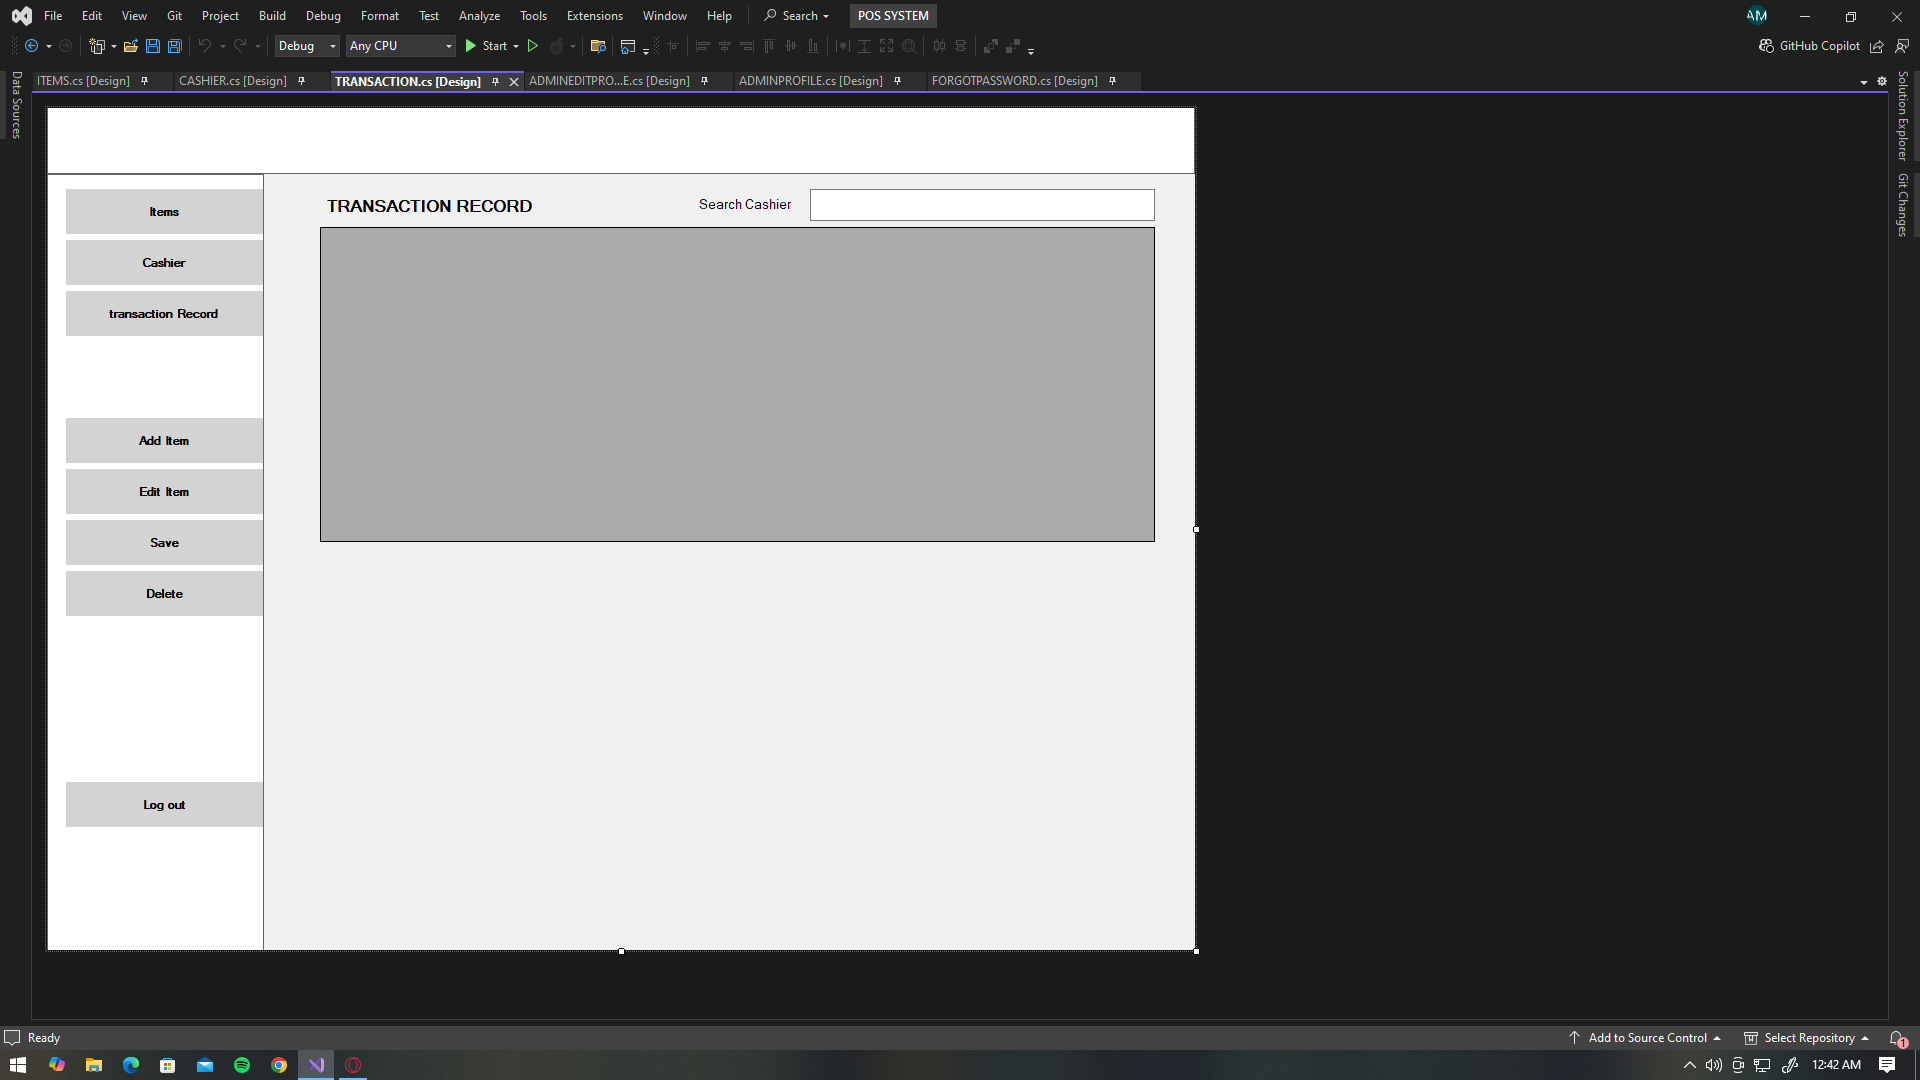 File Edit View Git Project Build Debug Format Test Analyze Tools Extensions Window Help Search POS SYSTEM AM
Debug Any CPU Start GitHub Copilot
ITEMS.cs [Design] CASHIER.cs [Design] TRANSACTION.cs [Design] ADMINEDITPRO...E.cs [Design] ADMINPROFILE.cs [Design] FORGOTPASSWORD.cs [Design]
Data Sources
Solution Explorer
Git Changes
TRANSACTION RECORD Search Cashier
Items
Cashier
transaction Record
Add Item
Edit Item
Save
Delete
Log out
Ready Add to Source Control Select Repository 1
12:42 AM